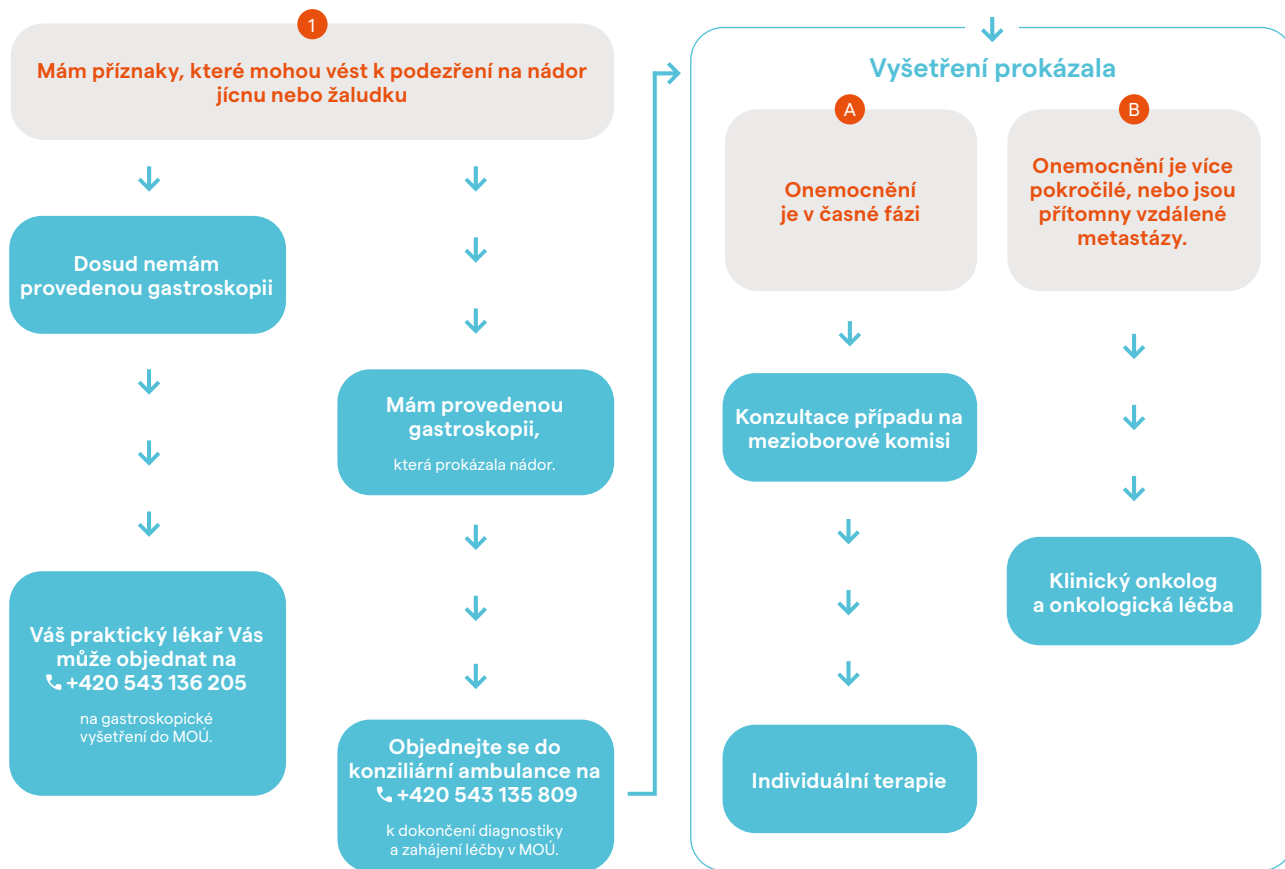 1
Mám příznaky, které mohou vést k podezření na nádor
jícnu nebo žaludku
Dosud nemám
provedenou gastroskopii
Váš praktický lékař Vás
může objednat na
+420 543 136 205
na gastroskopické
vyšetření do MOÚ.
Mám provedenou
gastroskopii,
která prokázala nádor.
Objednejte se do
konziliární ambulance na
+420 543 135 809
k dokončení diagnostiky
a zahájení léčby v MOÚ.
Vyšetření prokázala
A
Onemocnění
je v časné fázi
Konzultace případu na
mezioborové komisi
Individuální terapie
B
Onemocnění je více
pokročilé, nebo jsou
přítomny vzdálené
metastázy.
Klinický onkolog
a onkologická léčba